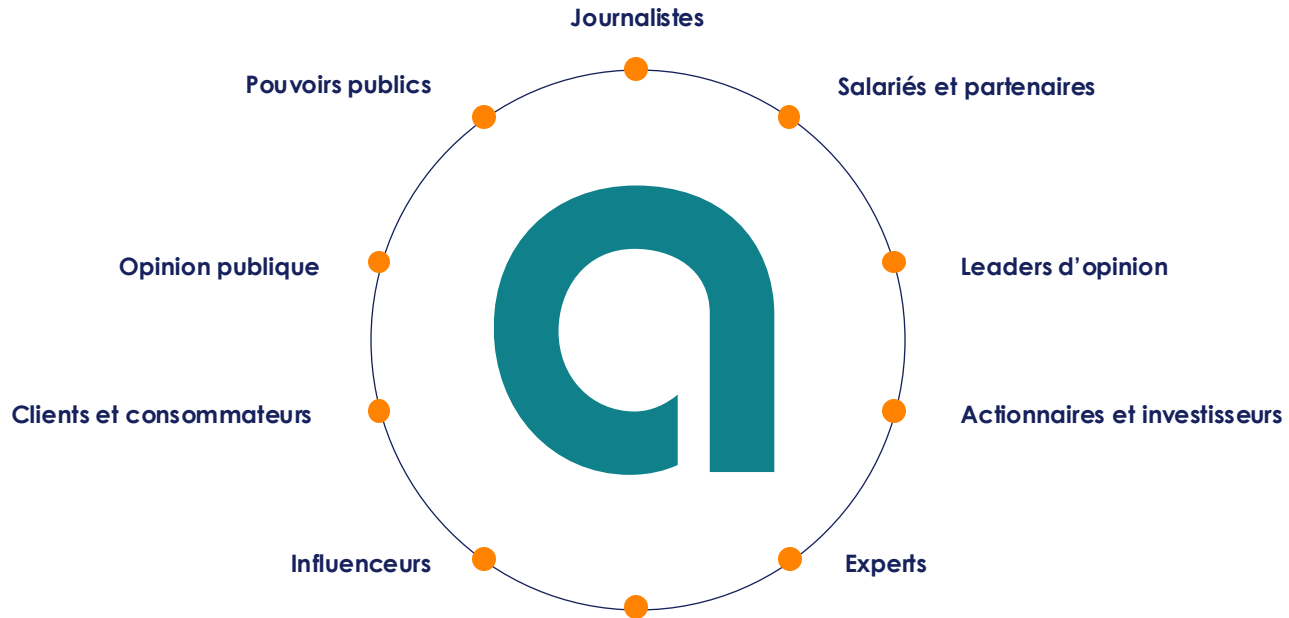 Journalistes
Pouvoirs publics
Salariés et partenaires
Opinion publique
Leaders d’opinion
Clients et consommateurs
Actionnaires et investisseurs
Influenceurs
Experts